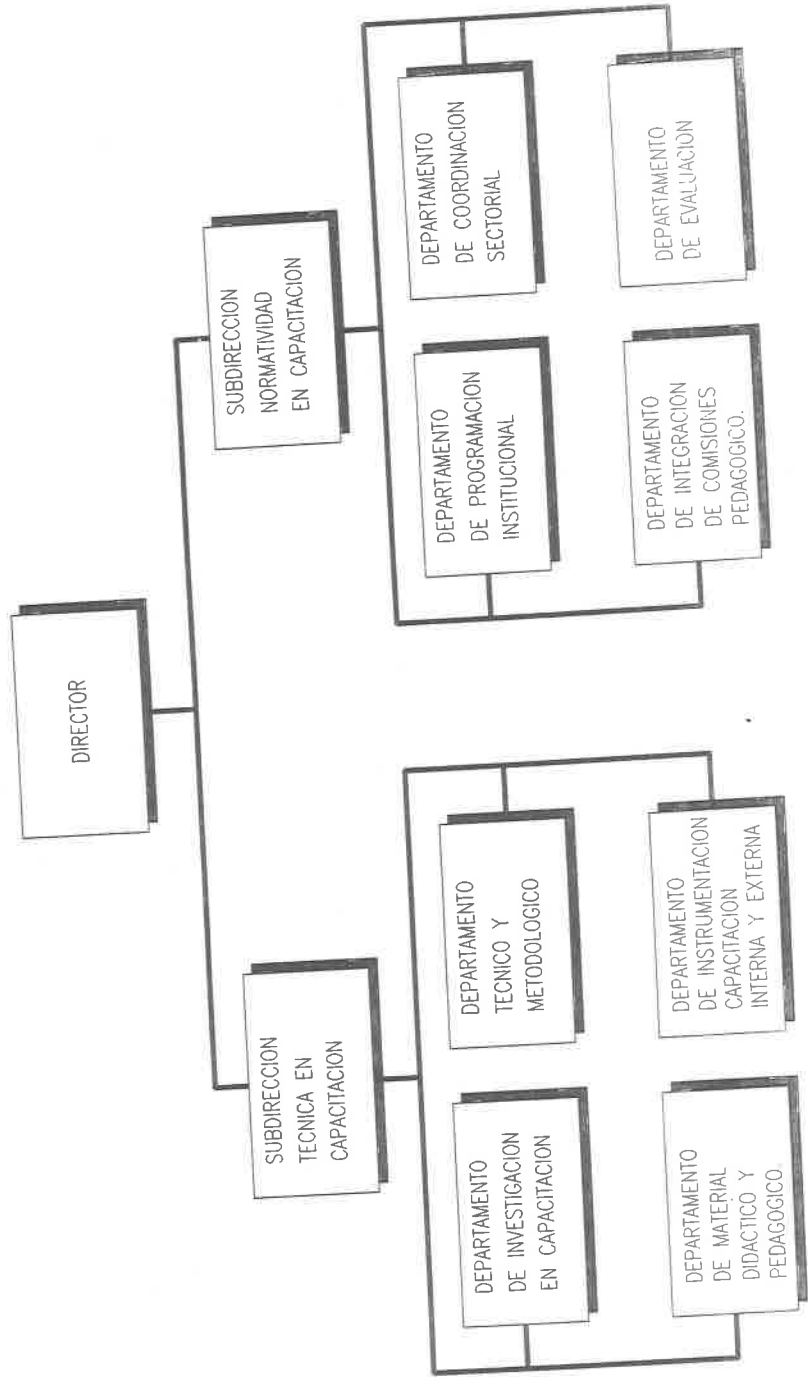 DIRECTOR
SUBDIRECCION
TECNICA EN
CAPACITACION
SUBDIRECCION
NORMATIVIDAD
EN CAPACITACION
DEPARTAMENTO
DE INVESTIGACION
EN CAPACITACION
DEPARTAMENTO
TECNICO Y
METODOLOGICO
DEPARTAMENTO
DE PROGRAMACION
INSTITUCIONAL
DEPARTAMENTO
DE COORDINACION
SECTORIAL
DEPARTAMENTO
DE MATERIAL
DIDACTICO Y
PEDAGOGICO.
DEPARTAMENTO
DE INSTRUMENTACION
CAPACITACION
INTERNA Y EXTERNA
DEPARTAMENTO
DE INTEGRACION
DE COMISIONES
PEDAGOGICO.
DEPARTAMENTO
DE EVALUACION